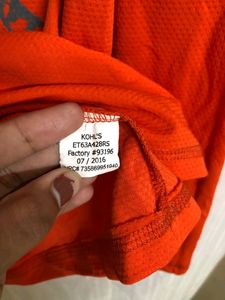 KOHL'S
ET63A428RS
Factory #93196
07 / 2016